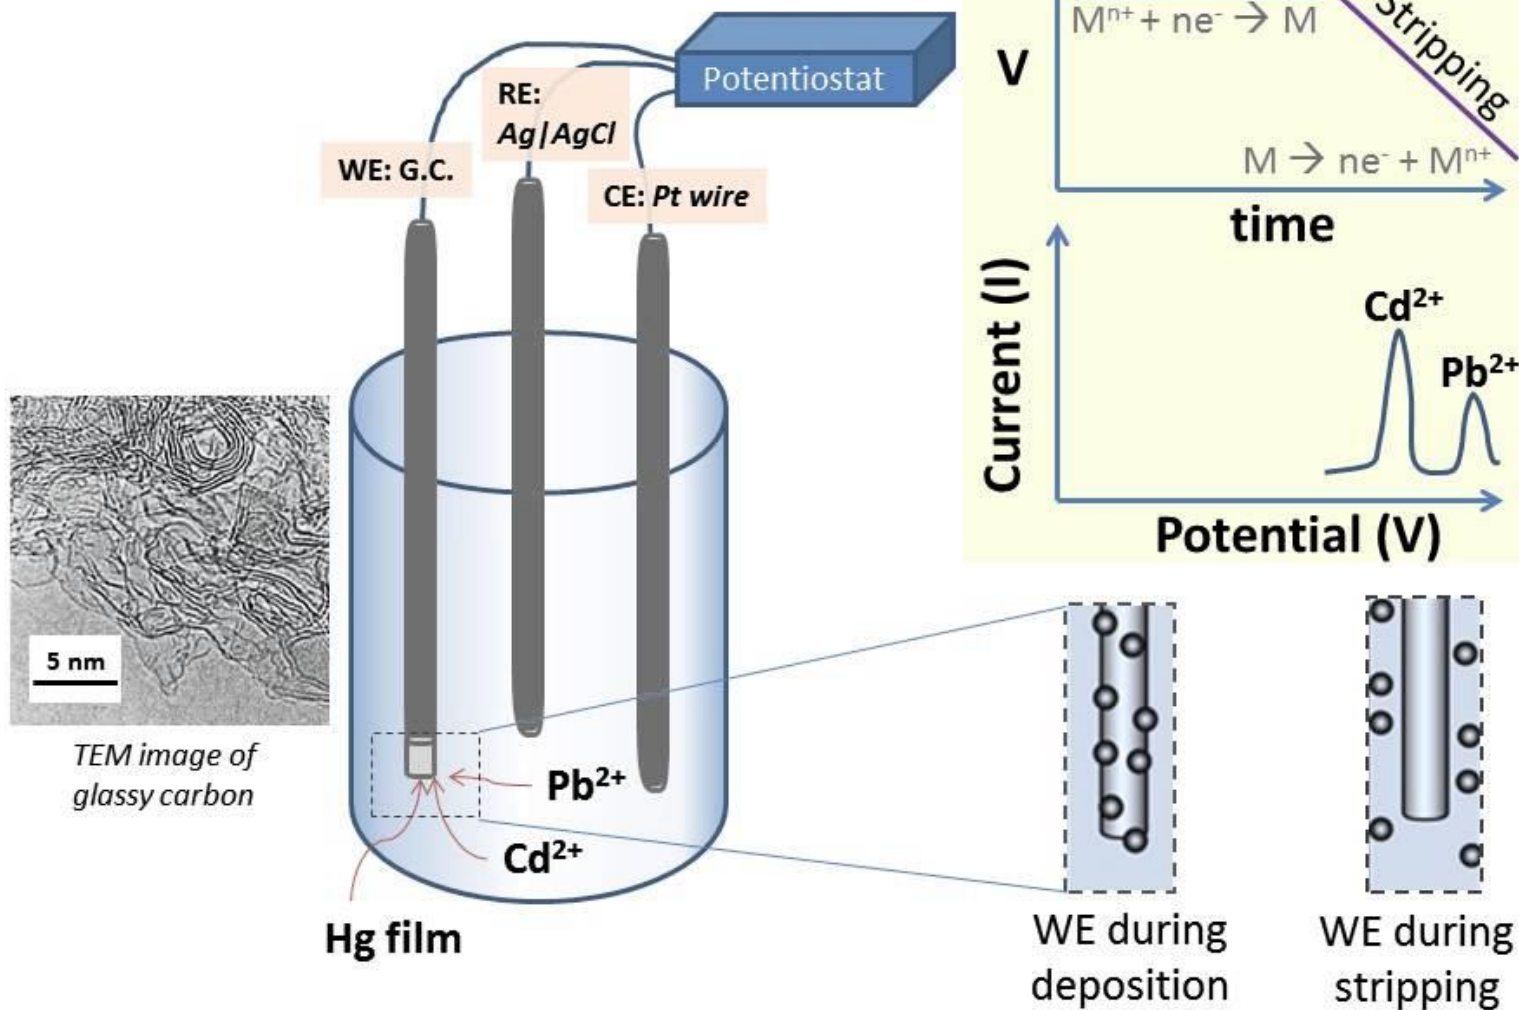 Potentiostat
RE:
Ag|AgCl
WE: G.C.
CE: Pt wire
Mⁿ⁺ + ne⁻ → M
Stripping
V
M → ne⁻ + Mⁿ⁺
time
Current (I)
Cd²⁺
Pb²⁺
Potential (V)
5 nm
TEM image of
glassy carbon
Pb²⁺
Cd²⁺
Hg film
WE during
deposition
WE during
stripping